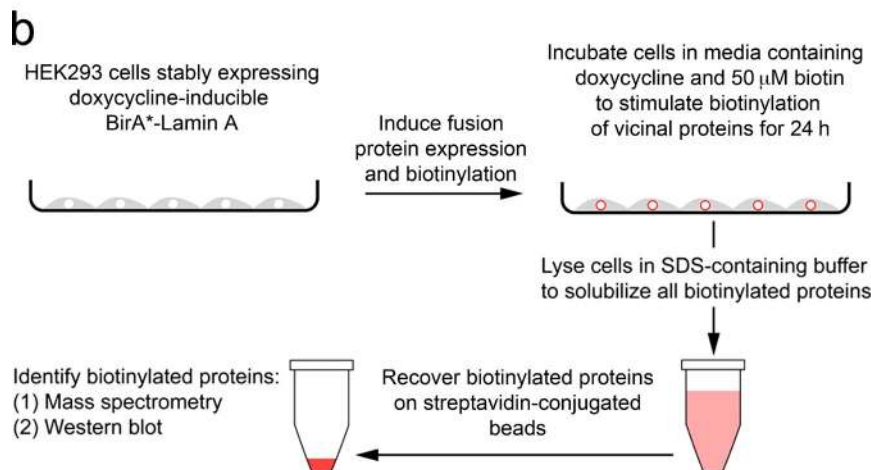 b
HEK293 cells stably expressing
doxycycline-inducible
BirA*-Lamin A
Induce fusion
protein expression
and biotinylation
Incubate cells in media containing
doxycycline and 50 μM biotin
to stimulate biotinylation
of vicinal proteins for 24 h
Lyse cells in SDS-containing buffer
to solubilize all biotinylated proteins
Recover biotinylated proteins
on streptavidin-conjugated
beads
Identify biotinylated proteins:
(1) Mass spectrometry
(2) Western blot